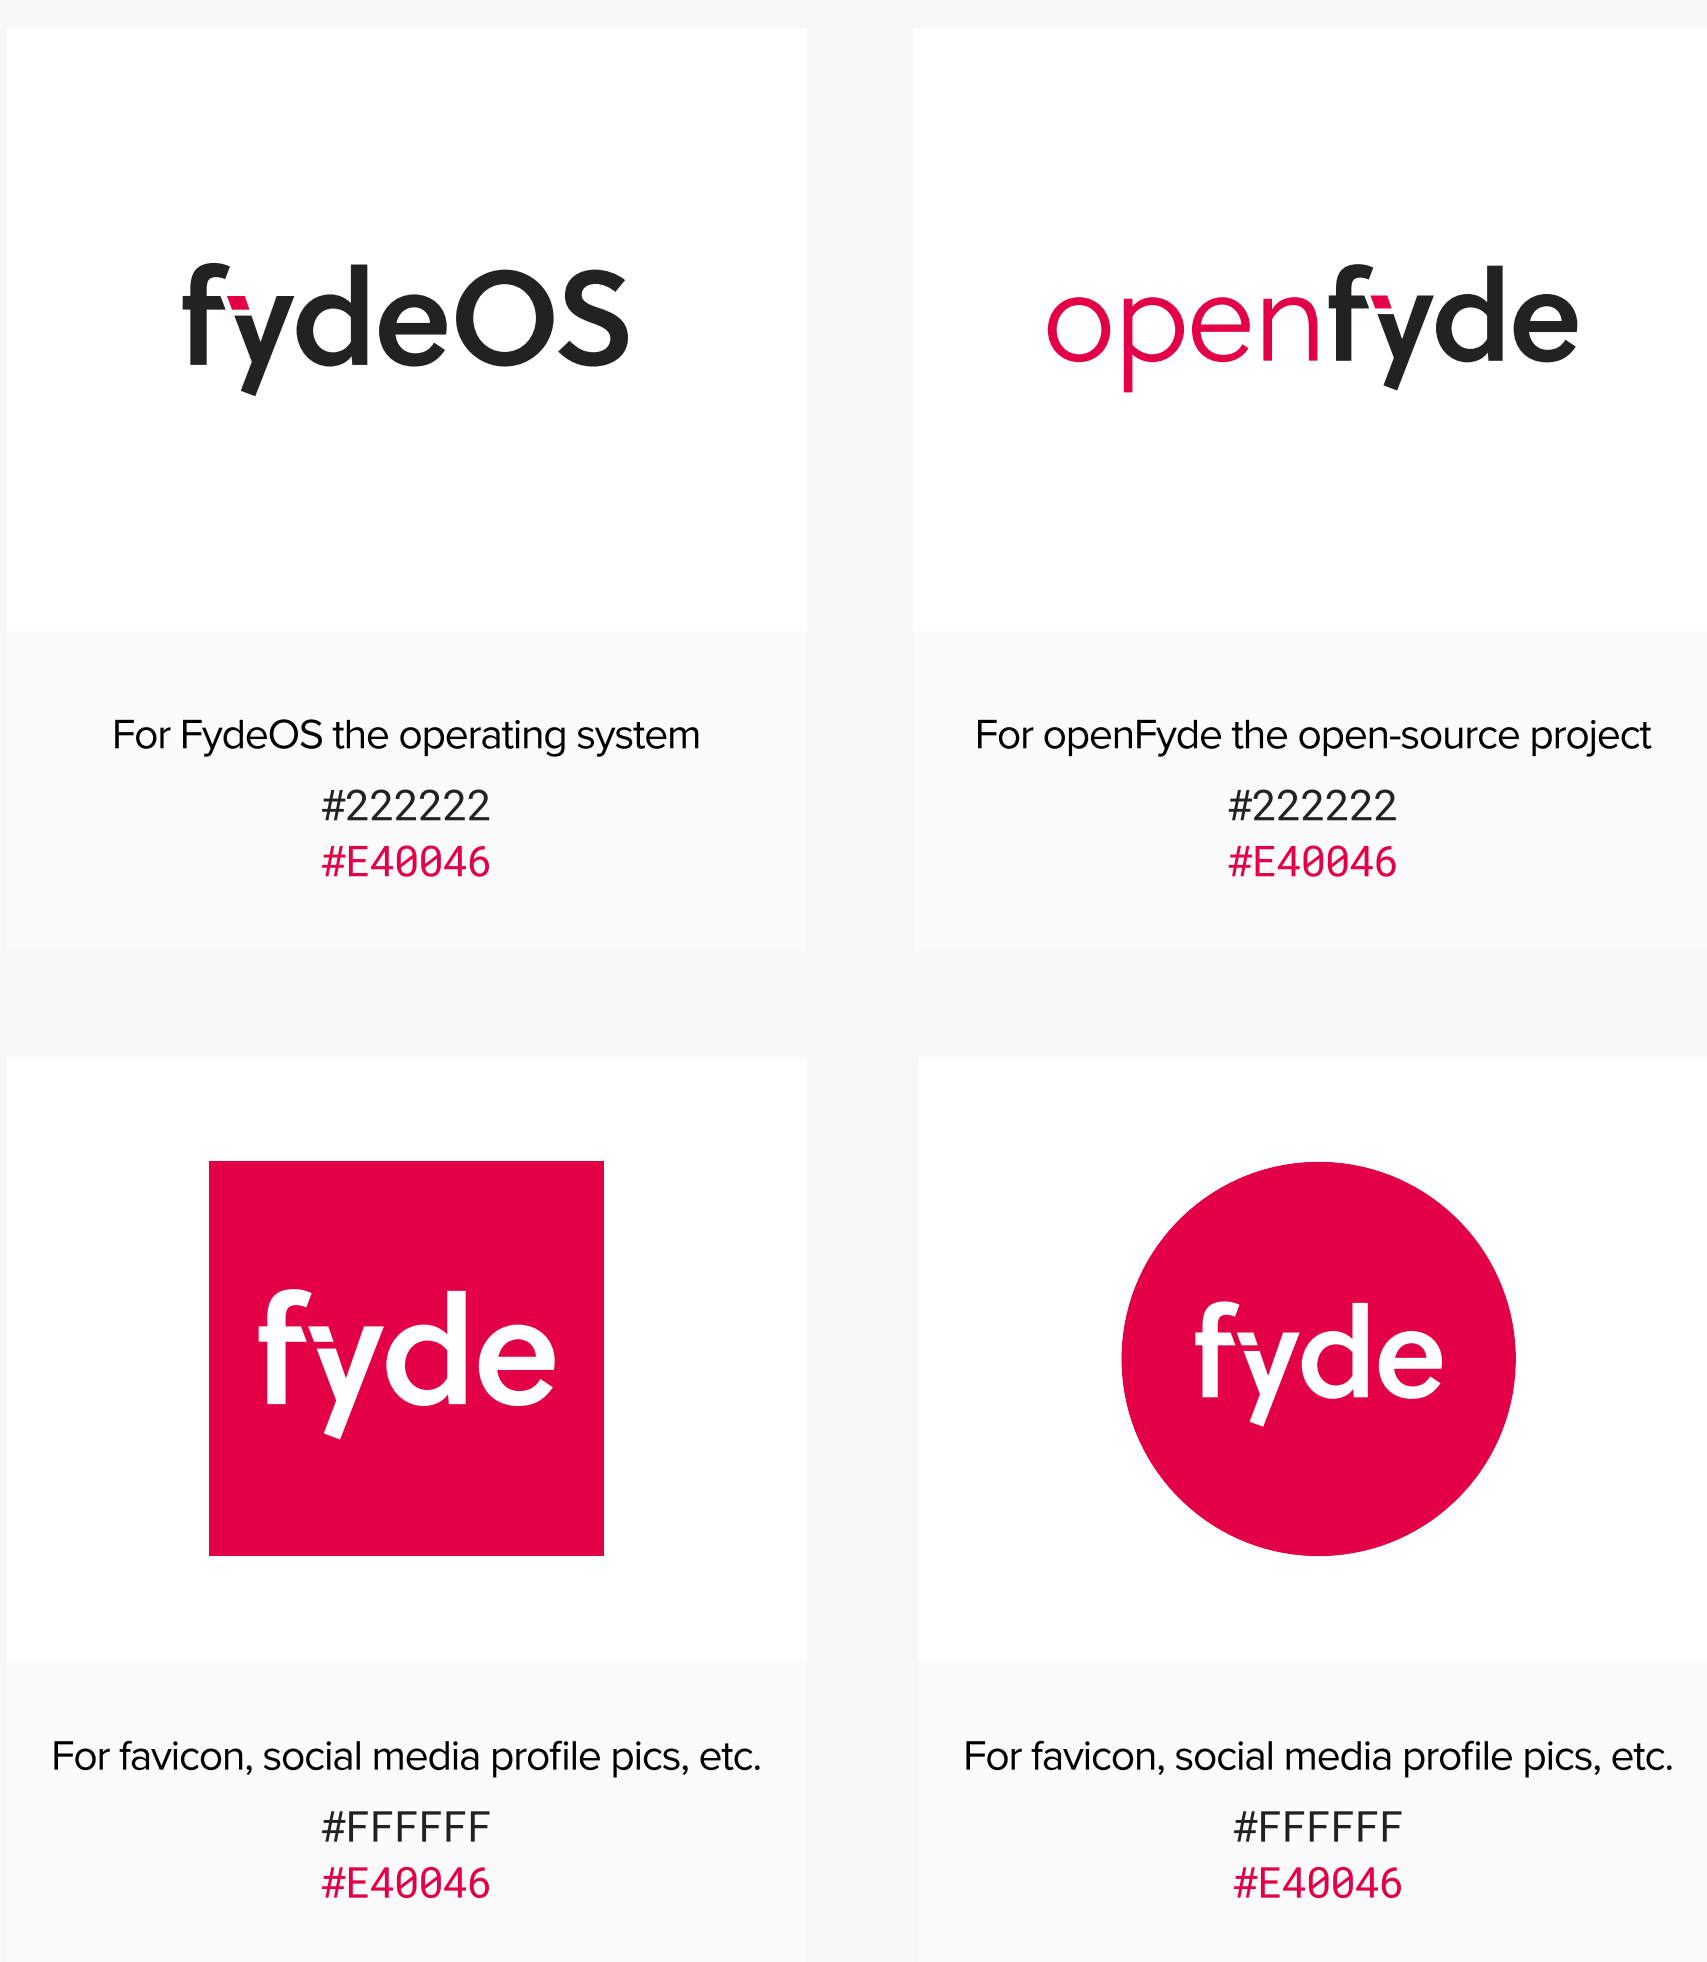 fydeOS
For FydeOS the operating system
#222222
#E40046
openfyde
For openFyde the open-source project
#222222
#E40046
fyde
For favicon, social media profile pics, etc.
#FFFFFF
#E40046
fyde
For favicon, social media profile pics, etc.
#FFFFFF
#E40046